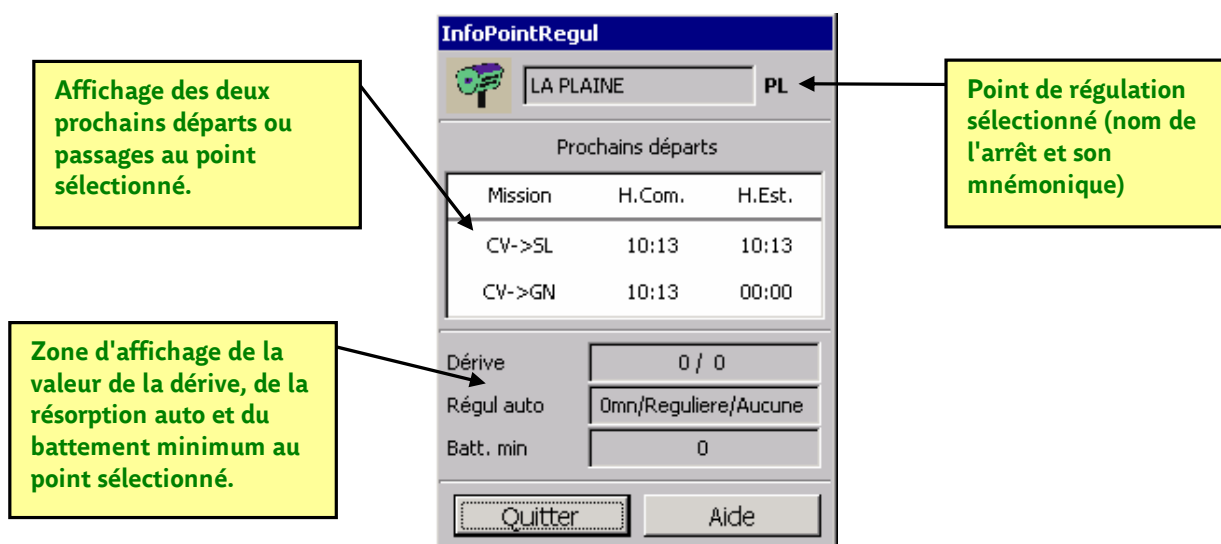 InfoPointRegul
LA PLAINE PL
Prochains départs
Mission H.Com. H.Est.
CV->SL 10:13 10:13
CV->GN 10:13 00:00
Dérive 0 / 0
Régul auto 0mn/Reguliere/Aucune
Batt. min 0
Quitter Aide
Affichage des deux
prochains départs ou
passages au point
sélectionné.
Point de régulation
sélectionné (nom de
l'arrêt et son
mnémonique)
Zone d'affichage de la
valeur de la dérive, de la
résorption auto et du
battement minimum au
point sélectionné.